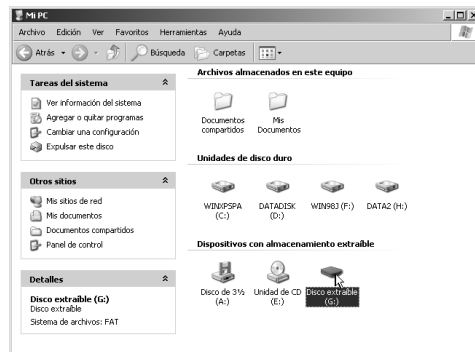 Mi PC
Archivo Edición Ver Favoritos Herramientas Ayuda
Atrás Búsqueda Carpetas
Tareas del sistema
Ver información del sistema
Agregar o quitar programas
Cambiar una configuración
Expulsar este disco
Otros sitios
Mis sitios de red
Mis documentos
Documentos compartidos
Panel de control
Detalles
Disco extraíble (G:)
Disco extraíble
Sistema de archivos: FAT
Archivos almacenados en este equipo
Documentos compartidos
Mis Documentos
Unidades de disco duro
WINXPSPA (C:)
DATADISK (D:)
WIN98J (F:)
DATA2 (H:)
Dispositivos con almacenamiento extraíble
Disco de 3½ (A:)
Unidad de CD (E:)
Disco extraíble (G:)